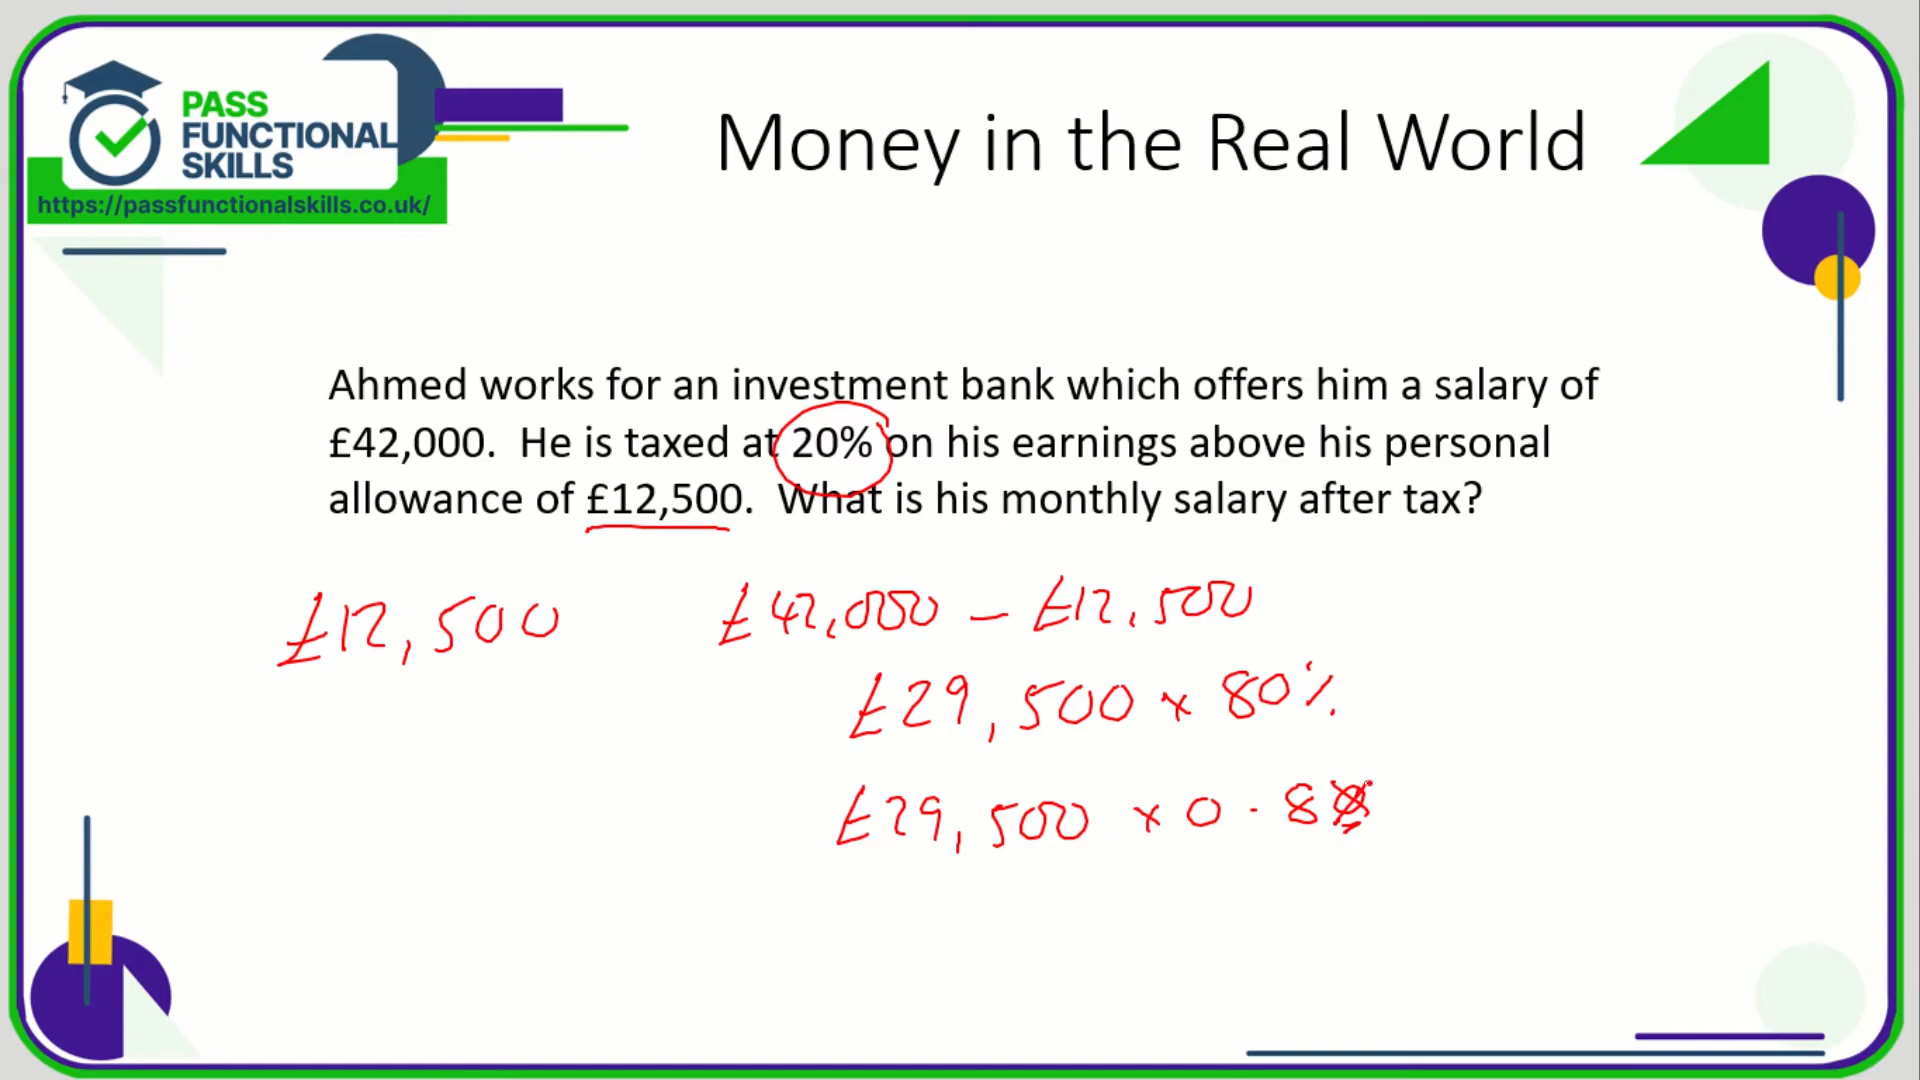 PASS
FUNCTIONAL
SKILLS
https://passfunctionalskills.co.uk/
Money in the Real World
Ahmed works for an investment bank which offers him a salary of
£42,000. He is taxed at 20% on his earnings above his personal
allowance of £12,500. What is his monthly salary after tax?
£12,500
£42,000 - £12,500
£29,500 × 80%
£29,500 × 0.8